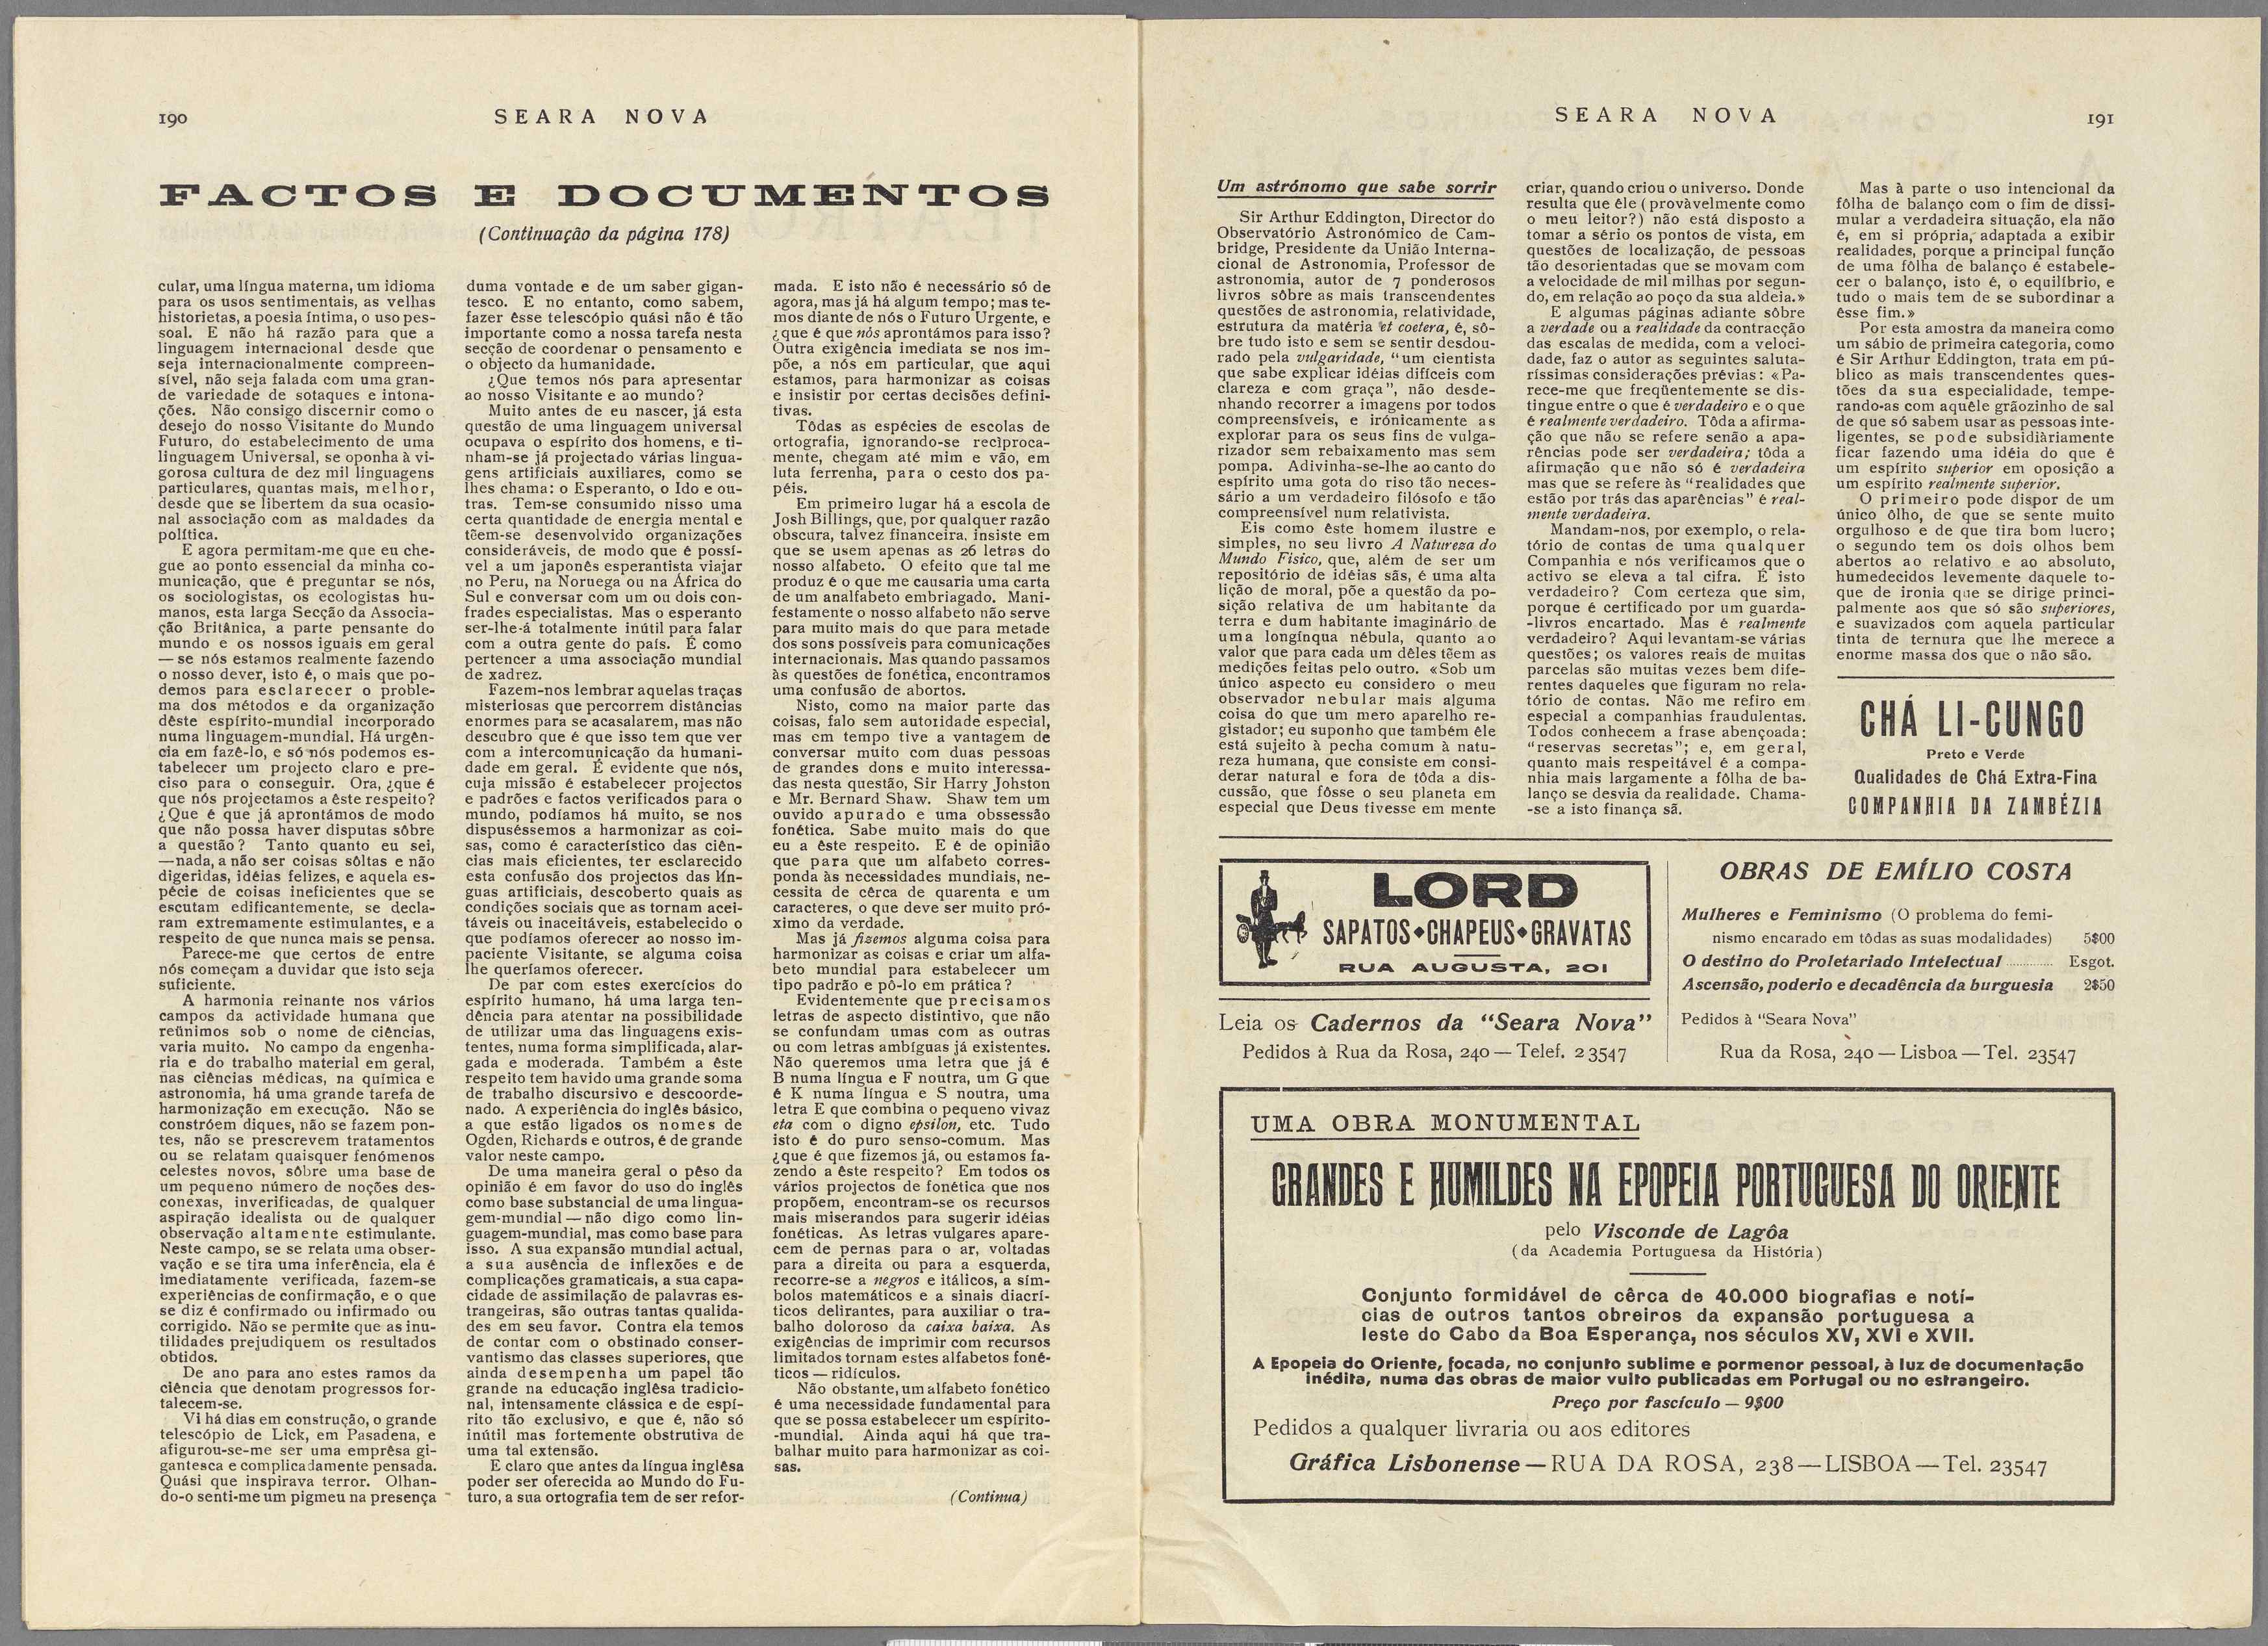 190
SEARA NOVA
FACTOS E DOCUMENTOS
(Continuação da página 178)
cular, uma língua materna, um idioma
para os usos sentimentais, as velhas
historietas, a poesia íntima, o uso pes-
soal. E não há razão para que a
linguagem internacional desde que
seja internacionalmente compreen-
sível, não seja falada com uma gran-
de variedade de sotaques e intona-
ções. Não consigo discernir como o
desejo do nosso Visitante do Mundo
Futuro, do estabelecimento de uma
linguagem Universal, se oponha à vi-
gorosa cultura de dez mil linguagens
particulares, quantas mais, melhor,
desde que se libertem da sua ocasio-
nal associação com as maldades da
política.
E agora permitam-me que eu che-
gue ao ponto essencial da minha co-
municação, que é preguntar se nós,
os sociologistas, os ecologistas hu-
manos, esta larga Secção da Associa-
ção Britânica, a parte pensante do
mundo e os nossos iguais em geral
— se nós estamos realmente fazendo
o nosso dever, isto é, o mais que po-
demos para esclarecer o proble-
ma dos métodos e da organização
dêste espírito-mundial incorporado
numa linguagem-mundial. Há urgên-
cia em fazê-lo, e só nós podemos es-
tabelecer um projecto claro e pre-
ciso para o conseguir. Ora, ¿que é
que nós projectamos a êste respeito?
¿Que é que já aprontámos de modo
que não possa haver disputas sôbre
a questão? Tanto quanto eu sei,
—nada, a não ser coisas sôltas e não
digeridas, idéias felizes, e aquela es-
pécie de coisas ineficientes que se
escutam edificantemente, se decla-
ram extremamente estimulantes, e a
respeito de que nunca mais se pensa.
Parece-me que certos de entre
nós começam a duvidar que isto seja
suficiente.
A harmonia reinante nos vários
campos da actividade humana que
reünimos sob o nome de ciências,
varia muito. No campo da engenha-
ria e do trabalho material em geral,
nas ciências médicas, na química e
astronomia, há uma grande tarefa de
harmonização em execução. Não se
constróem diques, não se fazem pon-
tes, não se prescrevem tratamentos
ou se relatam quaisquer fenómenos
celestes novos, sôbre uma base de
um pequeno número de noções des-
conexas, inverificadas, de qualquer
aspiração idealista ou de qualquer
observação altamente estimulante.
Neste campo, se se relata uma obser-
vação e se tira uma inferência, ela é
imediatamente verificada, fazem-se
experiências de confirmação, e o que
se diz é confirmado ou infirmado ou
corrigido. Não se permite que as inu-
tilidades prejudiquem os resultados
obtidos.
De ano para ano estes ramos da
ciência que denotam progressos for-
talecem-se.
Vi há dias em construção, o grande
telescópio de Lick, em Pasadena, e
afigurou-se-me ser uma emprêsa gi-
gantesca e complicadamente pensada.
Quási que inspirava terror. Olhan-
do-o senti-me um pigmeu na presença
duma vontade e de um saber gigan-
tesco. E no entanto, como sabem,
fazer êsse telescópio quási não é tão
importante como a nossa tarefa nesta
secção de coordenar o pensamento e
o objecto da humanidade.
¿Que temos nós para apresentar
ao nosso Visitante e ao mundo?
Muito antes de eu nascer, já esta
questão de uma linguagem universal
ocupava o espírito dos homens, e ti-
nham-se já projectado várias lingua-
gens artificiais auxiliares, como se
lhes chama: o Esperanto, o Ido e ou-
tras. Tem-se consumido nisso uma
certa quantidade de energia mental e
têem-se desenvolvido organizações
consideráveis, de modo que é possí-
vel a um japonês esperantista viajar
no Peru, na Noruega ou na África do
Sul e conversar com um ou dois con-
frades especialistas. Mas o esperanto
ser-lhe-á totalmente inútil para falar
com a outra gente do país. É como
pertencer a uma associação mundial
de xadrez.
Fazem-nos lembrar aquelas traças
misteriosas que percorrem distâncias
enormes para se acasalarem, mas não
descubro que é que isso tem que ver
com a intercomunicação da humani-
dade em geral. É evidente que nós,
cuja missão é estabelecer projectos
e padrões e factos verificados para o
mundo, podíamos há muito, se nos
dispuséssemos a harmonizar as coi-
sas, como é característico das ciên-
cias mais eficientes, ter esclarecido
esta confusão dos projectos das lín-
guas artificiais, descoberto quais as
condições sociais que as tornam acei-
táveis ou inaceitáveis, estabelecido o
que podíamos oferecer ao nosso im-
paciente Visitante, se alguma coisa
lhe queríamos oferecer.
De par com estes exercícios do
espírito humano, há uma larga ten-
dência para atentar na possibilidade
de utilizar uma das linguagens exis-
tentes, numa forma simplificada, alar-
gada e moderada. Também a êste
respeito tem havido uma grande soma
de trabalho discursivo e descoorde-
nado. A experiência do inglês básico,
a que estão ligados os nomes de
Ogden, Richards e outros, é de grande
valor neste campo.
De uma maneira geral o pêso da
opinião é em favor do uso do inglês
como base substancial de uma lingua-
gem-mundial — não digo como lin-
guagem-mundial, mas como base para
isso. A sua expansão mundial actual,
a sua ausência de inflexões e de
complicações gramaticais, a sua capa-
cidade de assimilação de palavras es-
trangeiras, são outras tantas qualida-
des em seu favor. Contra ela temos
de contar com o obstinado conser-
vantismo das classes superiores, que
ainda desempenha um papel tão
grande na educação inglêsa tradicio-
nal, intensamente clássica e de espí-
rito tão exclusivo, e que é, não só
inútil mas fortemente obstrutiva de
uma tal extensão.
E claro que antes da língua inglêsa
poder ser oferecida ao Mundo do Fu-
turo, a sua ortografia tem de ser refor-
mada. E isto não é necessário só de
agora, mas já há algum tempo; mas te-
mos diante de nós o Futuro Urgente, e
¿que é que nós aprontámos para isso?
Outra exigência imediata se nos im-
põe, a nós em particular, que aqui
estamos, para harmonizar as coisas
e insistir por certas decisões defini-
tivas.
Tôdas as espécies de escolas de
ortografia, ignorando-se recìproca-
mente, chegam até mim e vão, em
luta ferrenha, para o cesto dos pa-
péis.
Em primeiro lugar há a escola de
Josh Billings, que, por qualquer razão
obscura, talvez financeira, insiste em
que se usem apenas as 26 letras do
nosso alfabeto. O efeito que tal me
produz é o que me causaria uma carta
de um analfabeto embriagado. Mani-
festamente o nosso alfabeto não serve
para muito mais do que para metade
dos sons possíveis para comunicações
internacionais. Mas quando passamos
às questões de fonética, encontramos
uma confusão de abortos.
Nisto, como na maior parte das
coisas, falo sem autoridade especial,
mas em tempo tive a vantagem de
conversar muito com duas pessoas
de grandes dons e muito interessa-
das nesta questão, Sir Harry Johston
e Mr. Bernard Shaw. Shaw tem um
ouvido apurado e uma obssessão
fonética. Sabe muito mais do que
eu a êste respeito. E é de opinião
que para que um alfabeto corres-
ponda às necessidades mundiais, ne-
cessita de cêrca de quarenta e um
caracteres, o que deve ser muito pró-
ximo da verdade.
Mas já fizemos alguma coisa para
harmonizar as coisas e criar um alfa-
beto mundial para estabelecer um
tipo padrão e pô-lo em prática?
Evidentemente que precisamos
letras de aspecto distintivo, que não
se confundam umas com as outras
ou com letras ambíguas já existentes.
Não queremos uma letra que já é
B numa língua e F noutra, um G que
é K numa língua e S noutra, uma
letra E que combina o pequeno vivaz
eta com o digno epsilon, etc. Tudo
isto é do puro senso-comum. Mas
¿que é que fizemos já, ou estamos fa-
zendo a êste respeito? Em todos os
vários projectos de fonética que nos
propõem, encontram-se os recursos
mais miserandos para sugerir idéias
fonéticas. As letras vulgares apare-
cem de pernas para o ar, voltadas
para a direita ou para a esquerda,
recorre-se a negros e itálicos, a sím-
bolos matemáticos e a sinais diacrí-
ticos delirantes, para auxiliar o tra-
balho doloroso da caixa baixa. As
exigências de imprimir com recursos
limitados tornam estes alfabetos foné-
ticos — ridículos.
Não obstante, um alfabeto fonético
é uma necessidade fundamental para
que se possa estabelecer um espírito-
-mundial. Ainda aqui há que tra-
balhar muito para harmonizar as coi-
sas.
(Continua)
SEARA NOVA
191
Um astrónomo que sabe sorrir
Sir Arthur Eddington, Director do
Observatório Astronómico de Cam-
bridge, Presidente da União Interna-
cional de Astronomia, Professor de
astronomia, autor de 7 ponderosos
livros sôbre as mais transcendentes
questões de astronomia, relatividade,
estrutura da matéria et coetera, é, sô-
bre tudo isto e sem se sentir desdou-
rado pela vulgaridade, "um cientista
que sabe explicar idéias difíceis com
clareza e com graça", não desde-
nhando recorrer a imagens por todos
compreensíveis, e irónicamente as
explorar para os seus fins de vulga-
rizador sem rebaixamento mas sem
pompa. Adivinha-se-lhe ao canto do
espírito uma gota do riso tão neces-
sário a um verdadeiro filósofo e tão
compreensível num relativista.
Eis como êste homem ilustre e
simples, no seu livro A Natureza do
Mundo Físico, que, além de ser um
repositório de idéias sãs, é uma alta
lição de moral, põe a questão da po-
sição relativa de um habitante da
terra e dum habitante imaginário de
uma longínqua nébula, quanto ao
valor que para cada um dêles têem as
medições feitas pelo outro. «Sob um
único aspecto eu considero o meu
observador nebular mais alguma
coisa do que um mero aparelho re-
gistador; eu suponho que também êle
está sujeito à pecha comum à natu-
reza humana, que consiste em consi-
derar natural e fora de tôda a dis-
cussão, que fôsse o seu planeta em
especial que Deus tivesse em mente
criar, quando criou o universo. Donde
resulta que êle (provàvelmente como
o meu leitor?) não está disposto a
tomar a sério os pontos de vista, em
questões de localização, de pessoas
tão desorientadas que se movam com
a velocidade de mil milhas por segun-
do, em relação ao poço da sua aldeia.»
E algumas páginas adiante sôbre
a verdade ou a realidade da contracção
das escalas de medida, com a veloci-
dade, faz o autor as seguintes saluta-
ríssimas considerações prévias: «Pa-
rece-me que freqüentemente se dis-
tingue entre o que é verdadeiro e o que
é realmente verdadeiro. Tôda a afirma-
ção que não se refere senão a apa-
rências pode ser verdadeira; tôda a
afirmação que não só é verdadeira
mas que se refere às "realidades que
estão por trás das aparências" é real-
mente verdadeira.
Mandam-nos, por exemplo, o rela-
tório de contas de uma qualquer
Companhia e nós verificamos que o
activo se eleva a tal cifra. É isto
verdadeiro? Com certeza que sim,
porque é certificado por um guarda-
-livros encartado. Mas é realmente
verdadeiro? Aqui levantam-se várias
questões; os valores reais de muitas
parcelas são muitas vezes bem dife-
rentes daqueles que figuram no rela-
tório de contas. Não me refiro em
especial a companhias fraudulentas.
Todos conhecem a frase abençoada:
"reservas secretas"; e, em geral,
quanto mais respeitável é a compa-
nhia mais largamente a fôlha de ba-
lanço se desvia da realidade. Chama-
-se a isto finança sã.
Mas à parte o uso intencional da
fôlha de balanço com o fim de dissi-
mular a verdadeira situação, ela não
é, em si própria, adaptada a exibir
realidades, porque a principal função
de uma fôlha de balanço é estabele-
cer o balanço, isto é, o equilíbrio, e
tudo o mais tem de se subordinar a
êsse fim.»
Por esta amostra da maneira como
um sábio de primeira categoria, como
é Sir Arthur Eddington, trata em pú-
blico as mais transcendentes ques-
tões da sua especialidade, tempe-
rando-as com aquêle grãozinho de sal
de que só sabem usar as pessoas inte-
ligentes, se pode subsidiàriamente
ficar fazendo uma idéia do que é
um espírito superior em oposição a
um espírito realmente superior.
O primeiro pode dispor de um
único ôlho, de que se sente muito
orgulhoso e de que tira bom lucro;
o segundo tem os dois olhos bem
abertos ao relativo e ao absoluto,
humedecidos levemente daquele to-
que de ironia que se dirige princi-
palmente aos que só são superiores,
e suavizados com aquela particular
tinta de ternura que lhe merece a
enorme massa dos que o não são.
CHÁ LI-CUNGO
Preto e Verde
Qualidades de Chá Extra-Fina
COMPANHIA DA ZAMBÉZIA
LORD
SAPATOS◆CHAPEUS◆GRAVATAS
RUA AUGUSTA, 201
Leia os Cadernos da "Seara Nova"
Pedidos à Rua da Rosa, 240 — Telef. 23547
OBRAS DE EMÍLIO COSTA
Mulheres e Feminismo (O problema do femi-
nismo encarado em tôdas as suas modalidades) 5$00
O destino do Proletariado Intelectual ............ Esgot.
Ascensão, poderio e decadência da burguesia 2$50
Pedidos à "Seara Nova"
Rua da Rosa, 240 — Lisboa — Tel. 23547
UMA OBRA MONUMENTAL
GRANDES E HUMILDES NA EPOPEIA PORTUGUESA DO ORIENTE
pelo Visconde de Lagôa
(da Academia Portuguesa da História)
Conjunto formidável de cêrca de 40.000 biografias e notí-
cias de outros tantos obreiros da expansão portuguesa a
leste do Cabo da Boa Esperança, nos séculos XV, XVI e XVII.
A Epopeia do Oriente, focada, no conjunto sublime e pormenor pessoal, à luz de documentação
inédita, numa das obras de maior vulto publicadas em Portugal ou no estrangeiro.
Preço por fascículo — 9$00
Pedidos a qualquer livraria ou aos editores
Gráfica Lisbonense — RUA DA ROSA, 238 — LISBOA — Tel. 23547